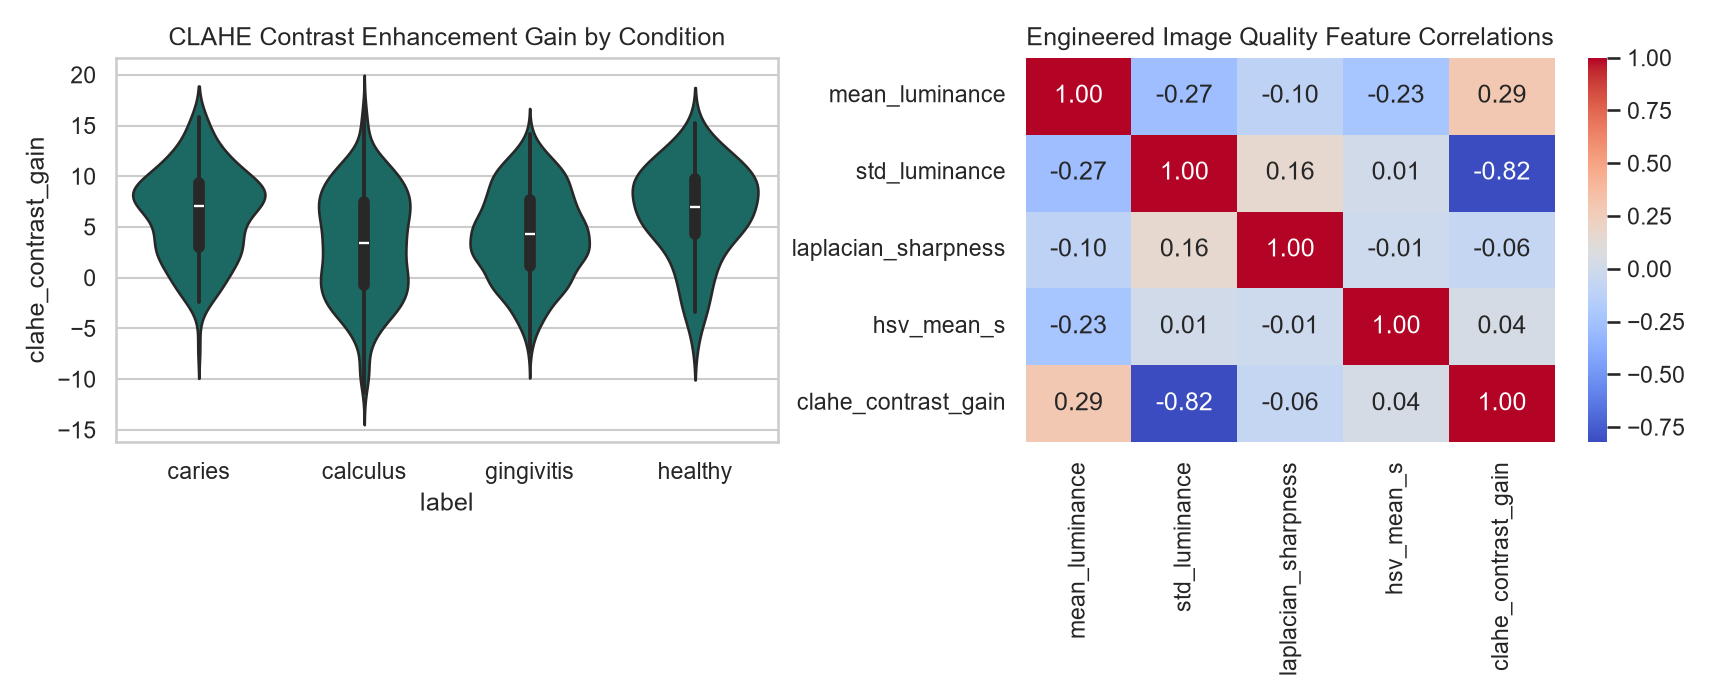 CLAHE Contrast Enhancement Gain by Condition
clahe_contrast_gain
20
15
10
5
0
−5
−10
−15
caries calculus gingivitis healthy
label
Engineered Image Quality Feature Correlations
mean_luminance 1.00 -0.27 -0.10 -0.23 0.29
std_luminance -0.27 1.00 0.16 0.01 -0.82
laplacian_sharpness -0.10 0.16 1.00 -0.01 -0.06
hsv_mean_s -0.23 0.01 -0.01 1.00 0.04
clahe_contrast_gain 0.29 -0.82 -0.06 0.04 1.00
mean_luminance
std_luminance
laplacian_sharpness
hsv_mean_s
clahe_contrast_gain
1.00
0.75
0.50
0.25
0.00
−0.25
−0.50
−0.75